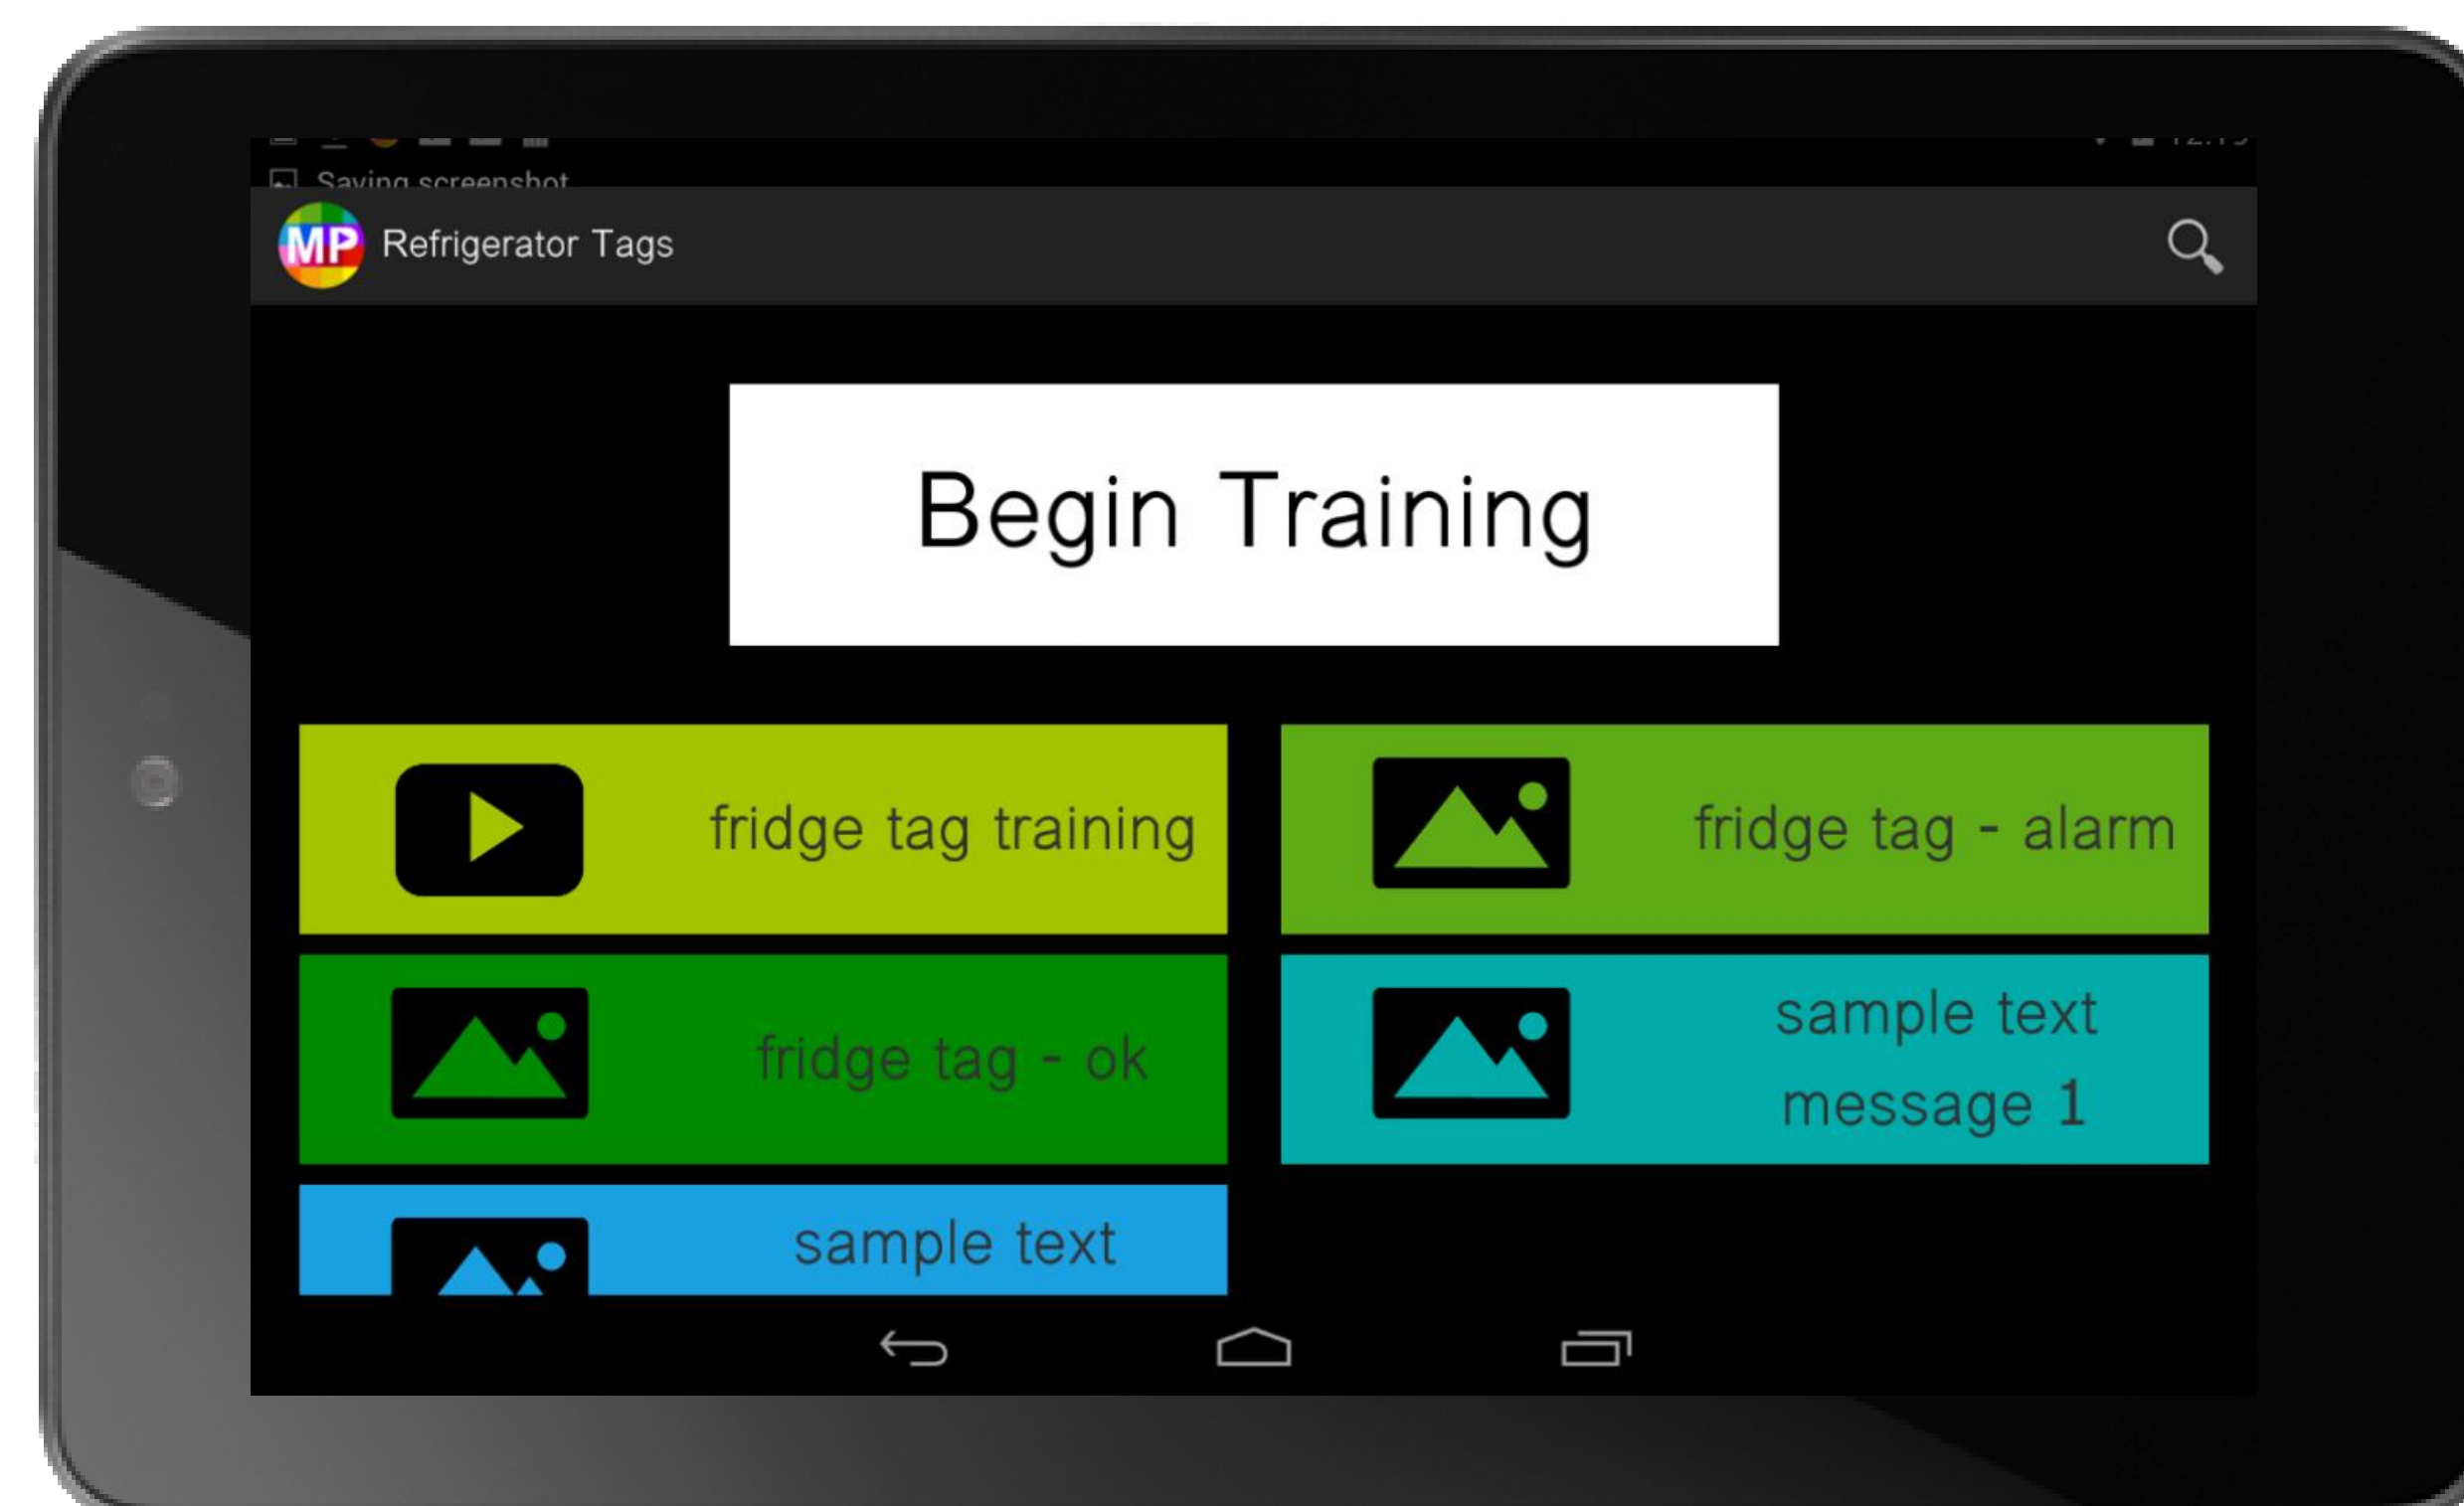 Saving screenshot
MP Refrigerator Tags
Begin Training
fridge tag training
fridge tag - alarm
fridge tag - ok
sample text
message 1
sample text